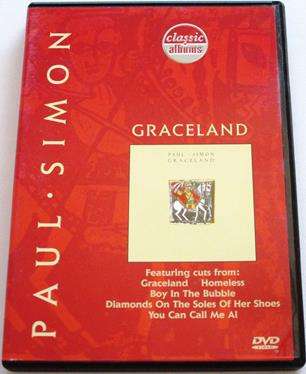 classic
albums
PAUL · SIMON
GRACELAND
PAUL · SIMON
GRACELAND
Featuring cuts from:
Graceland Homeless
Boy In The Bubble
Diamonds On The Soles Of Her Shoes
You Can Call Me Al
DVD
VIDEO